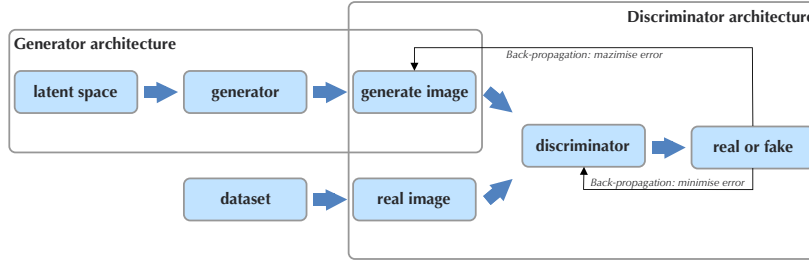 Discriminator architecture
Generator architecture
Back-propagation: mazimise error
latent space
generator
generate image
discriminator
real or fake
Back-propagation: minimise error
dataset
real image